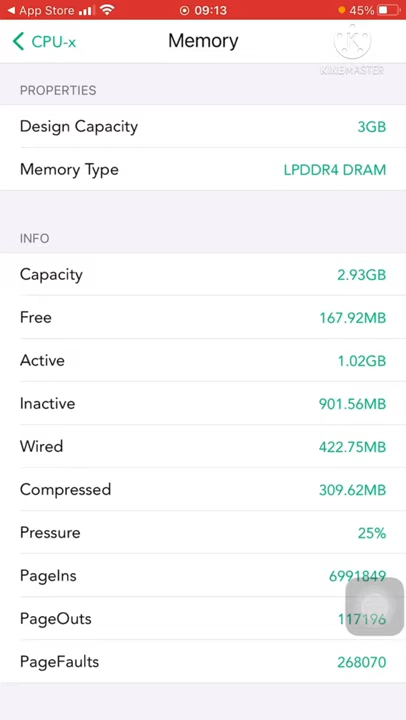 App Store 09:13 45%
CPU-x Memory
KINEMASTER
PROPERTIES
Design Capacity 3GB
Memory Type LPDDR4 DRAM
INFO
Capacity 2.93GB
Free 167.92MB
Active 1.02GB
Inactive 901.56MB
Wired 422.75MB
Compressed 309.62MB
Pressure 25%
PageIns 6991849
PageOuts 117196
PageFaults 268070